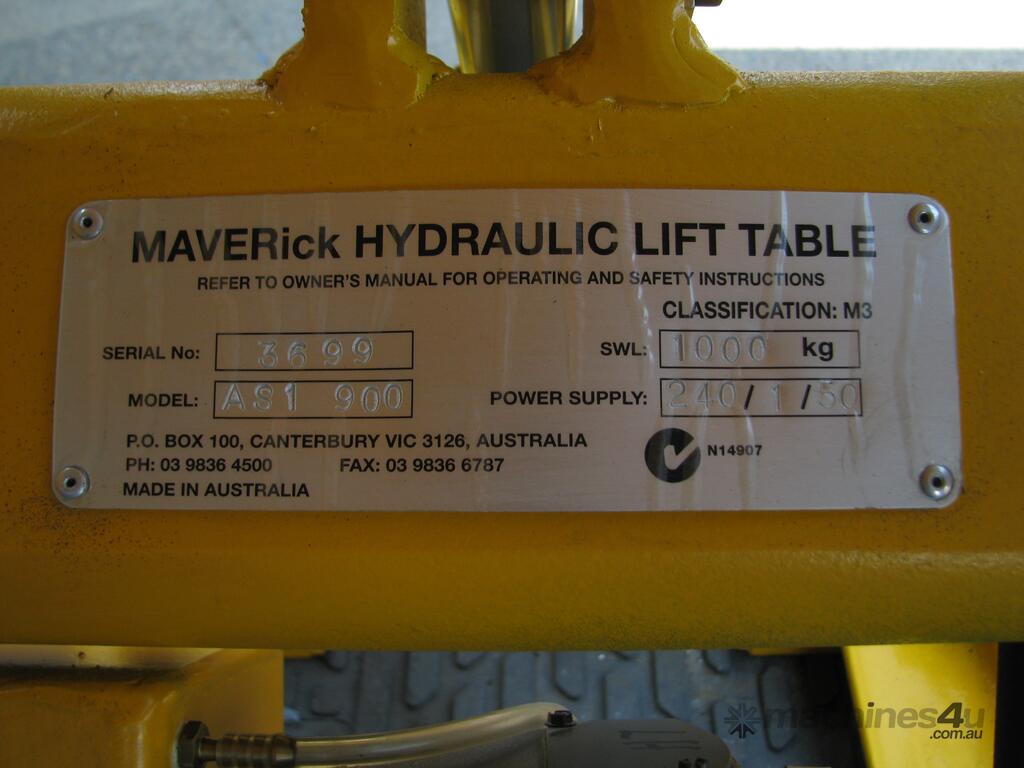 MAVERick HYDRAULIC LIFT TABLE
REFER TO OWNER'S MANUAL FOR OPERATING AND SAFETY INSTRUCTIONS
CLASSIFICATION: M3
SERIAL No: 3699
SWL: 1000 kg
MODEL: AS1 900
POWER SUPPLY: 240/1/50
P.O. BOX 100, CANTERBURY VIC 3126, AUSTRALIA
PH: 03 9836 4500 FAX: 03 9836 6787
N14907
MADE IN AUSTRALIA
machines4u
.com.au